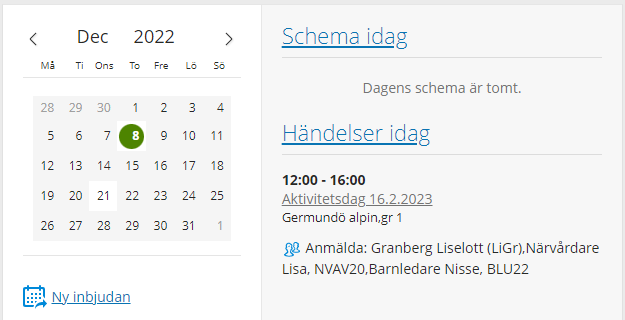 Dec 2022
Må Ti Ons To Fre Lö Sö
28 29 30 1 2 3 4
5 6 7 8 9 10 11
12 13 14 15 16 17 18
19 20 21 22 23 24 25
26 27 28 29 30 31 1
Ny inbjudan
Schema idag
Dagens schema är tomt.
Händelser idag
12:00 - 16:00
Aktivitetsdag 16.2.2023
Germundö alpin,gr 1
Anmälda: Granberg Liselott (LiGr),Närvårdare
Lisa, NVAV20,Barnledare Nisse, BLU22